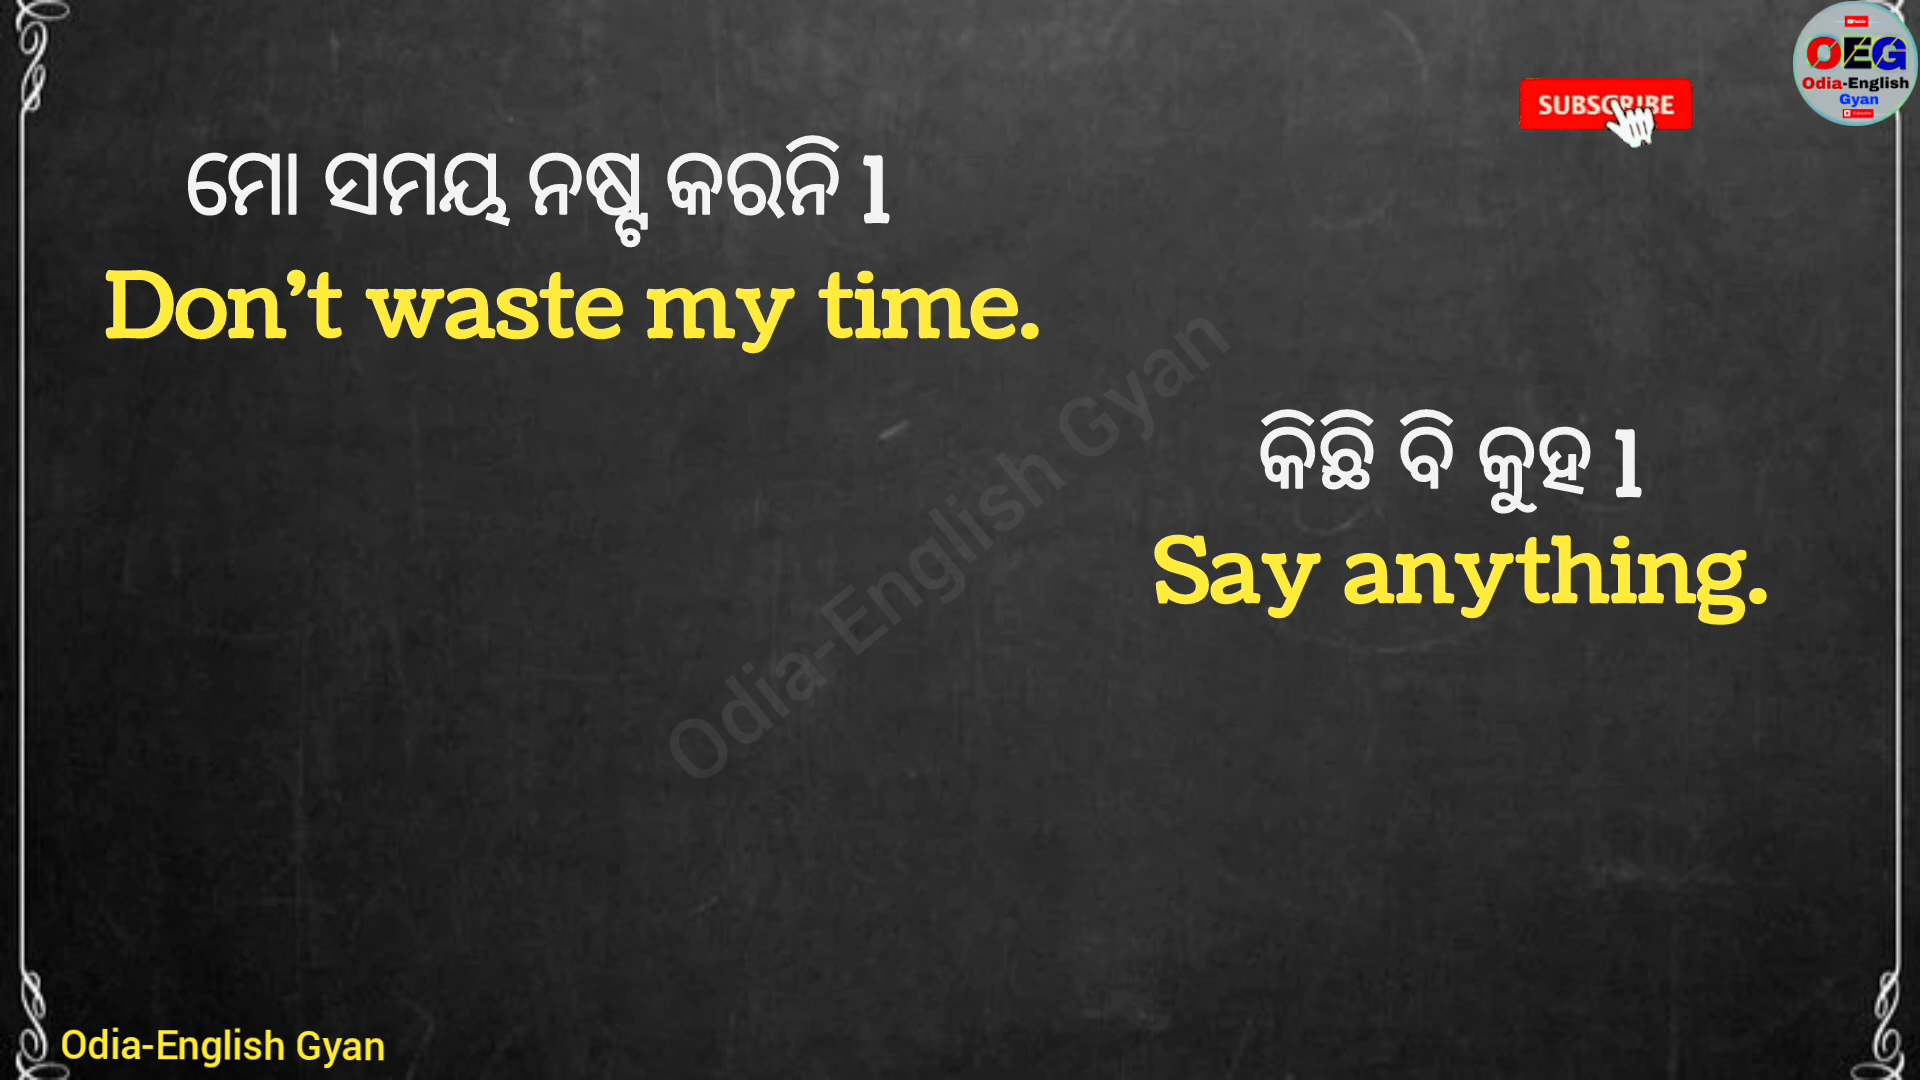 OEG
Odia-English
Gyan
SUBSCRIBE
ମୋ ସମୟ ନଷ୍ଟ କରନି l
Don't waste my time.
କିଛି ବି କୁହ l
Say anything.
Odia-English Gyan
Odia-English Gyan